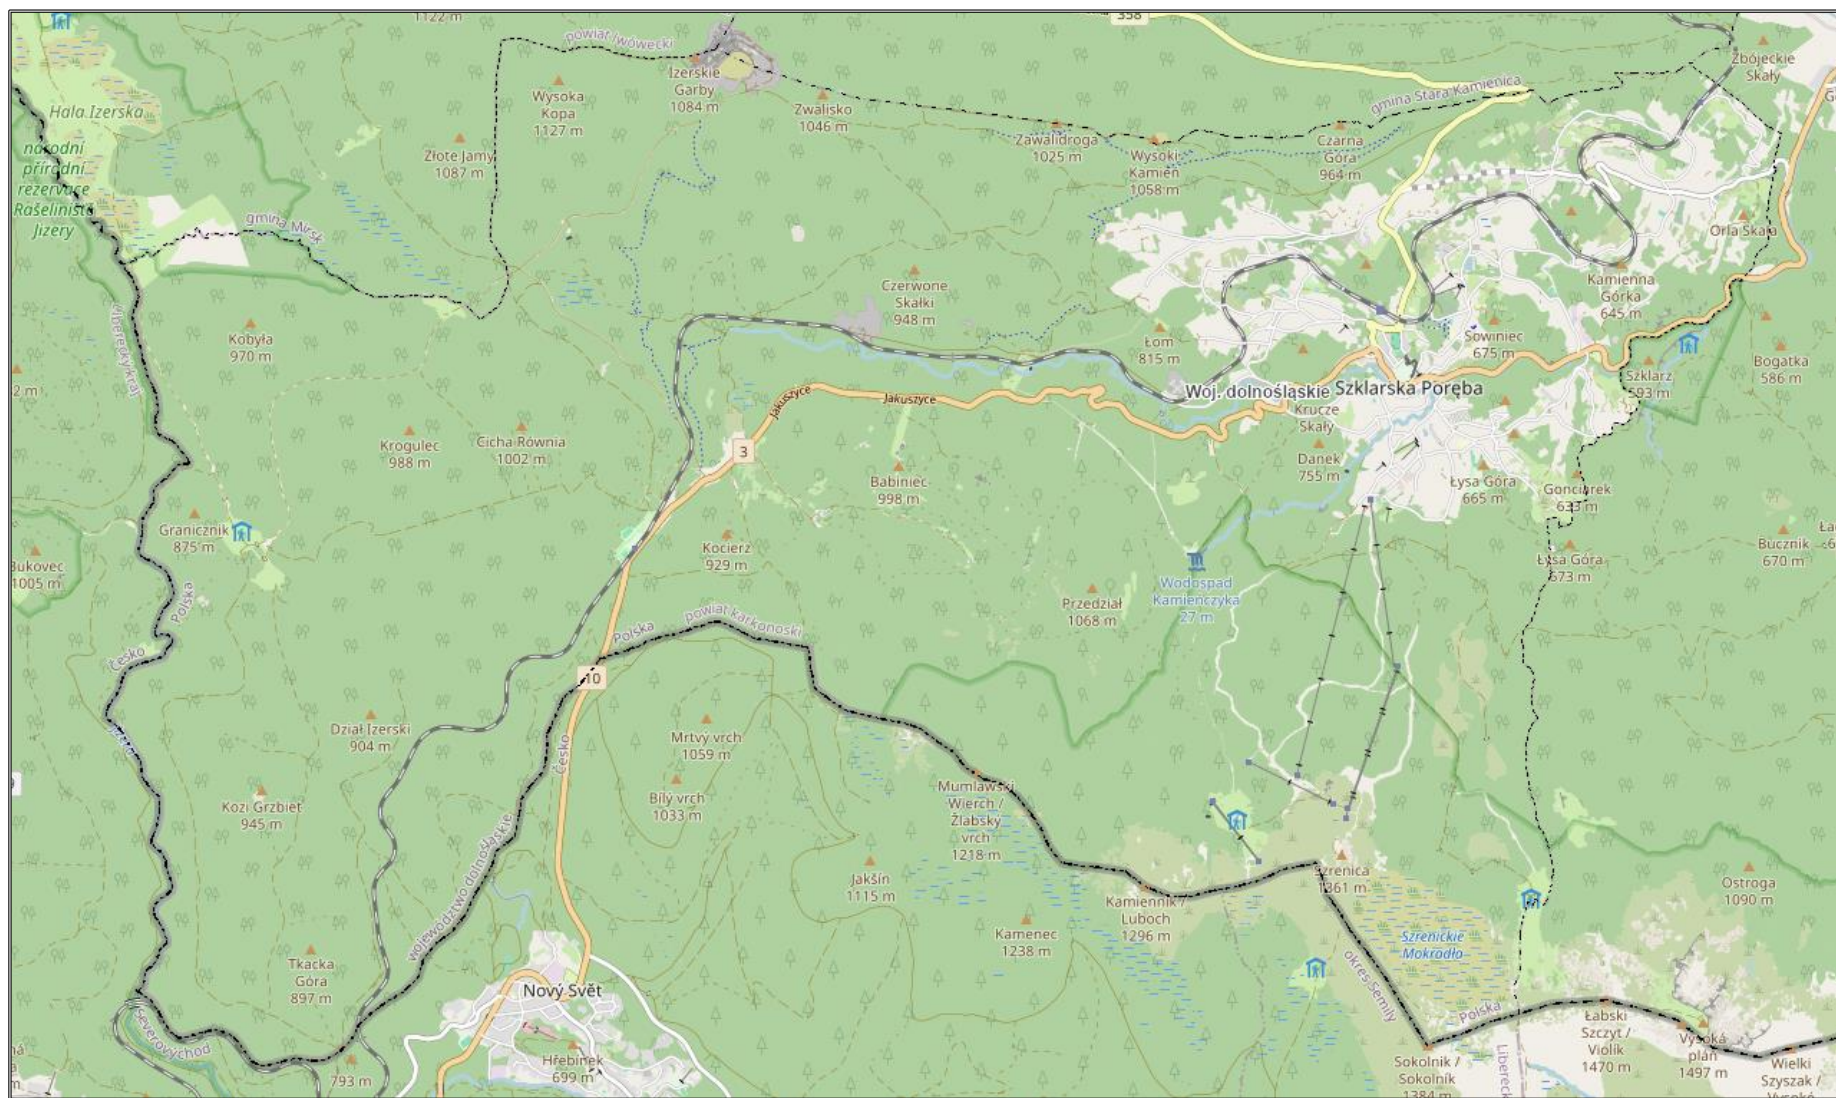 1122 m
358
powiat lwówecki
Izerskie
Garby
1084 m
Zbójeckie
Skały
Wysoka
Kopa
1127 m
Hala Izerska
Zwalisko
1046 m
gmina Stara Kamienica
Zawalidroga
1025 m
Czarna
Góra
964 m
Złote Jamy
1087 m
Wysoki
Kamień
1058 m
národní
přírodní
rezervace
Rašeliniště
Jizery
gmina Mirsk
Orla Skała
Czerwone
Skałki
948 m
Kamienna
Górka
645 m
Liberecký kraj
Kobyła
970 m
Łom
815 m
Sowiniec
675 m
Bogatka
586 m
2 m
Szklarz
593 m
Woj. dolnośląskie
Szklarska Poręba
Jakuszyce
Jakuszyce
Krucze
Skały
Krogulec
988 m
Cicha Równia
1002 m
3
Danek
755 m
Babiniec
998 m
Łysa Góra
665 m
Gonciarek
633 m
Granicznik
875 m
Bukovec
1005 m
Kocierz
929 m
Bucznik
670 m
Łysa Góra
673 m
Wodospad
Kamieńczyka
27 m
Polska
Przedział
1068 m
powiat karkonoski
Polska
Česko
10
Dział Izerski
904 m
Mrtvý vrch
1059 m
Česko
Bílý vrch
1033 m
Kozi Grzbiet
945 m
Mumlawski
Wierch /
Žlabský
vrch
1218 m
województwo dolnośląskie
Jakšín
1115 m
Szrenica
1361 m
Ostroga
1090 m
Kamiennik /
Luboch
1296 m
Kamenec
1238 m
Szrenickie
Mokradła
Tkacka
Góra
897 m
okres Semily
Nový Svět
Polska
Severovýchod
Łabski
Szczyt /
Violík
1470 m
Vysoká
pláň
1497 m
Hřebínek
699 m
793 m
Sokolnik /
Sokolník
1384 m
Wielki
Szyszak /